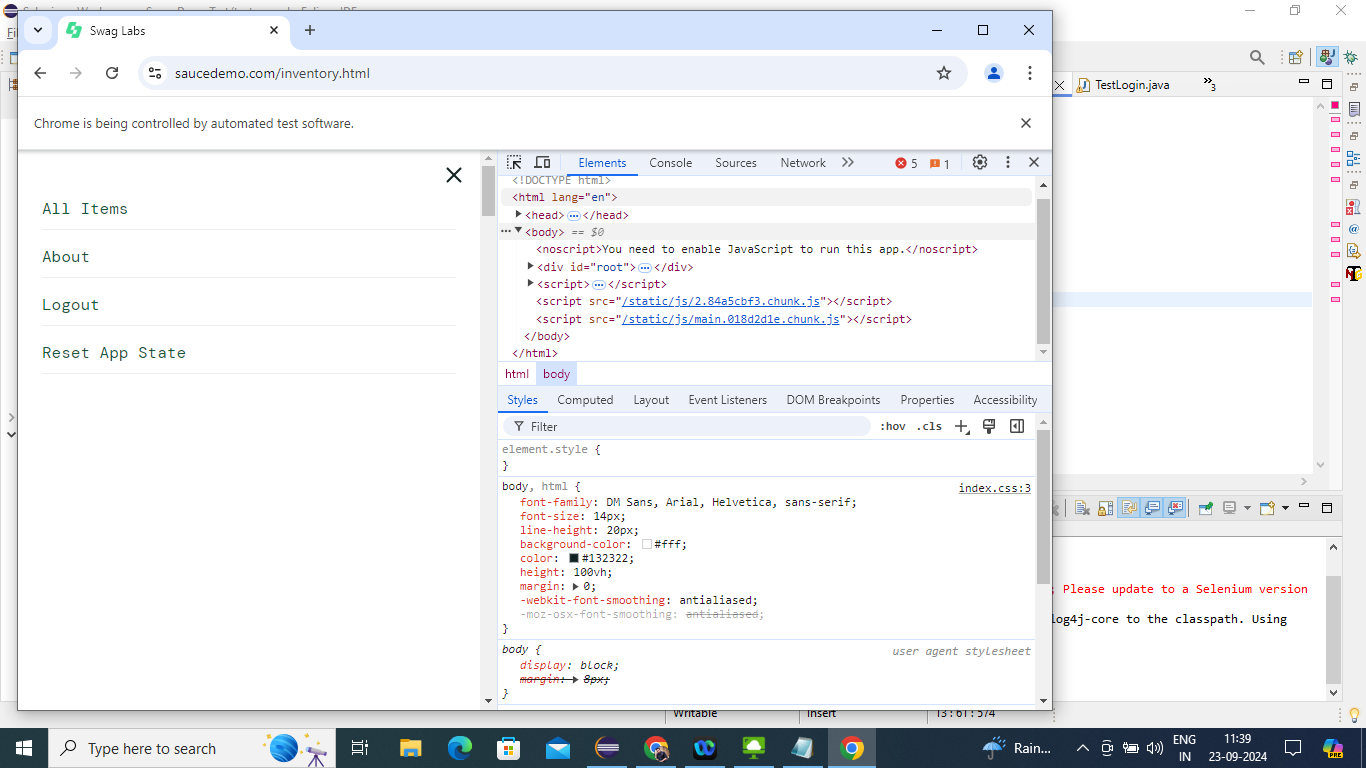 Swag Labs
saucedemo.com/inventory.html
TestLogin.java
3
Chrome is being controlled by automated test software.
All Items
About
Logout
Reset App State
Elements Console Sources Network 5 1
<!DOCTYPE html>
<html lang="en">
<head> </head>
<body> == $0
<noscript>You need to enable JavaScript to run this app.</noscript>
<div id="root"> </div>
<script> </script>
<script src="/static/js/2.84a5cbf3.chunk.js"></script>
<script src="/static/js/main.018d2d1e.chunk.js"></script>
</body>
</html>
html body
Styles Computed Layout Event Listeners DOM Breakpoints Properties Accessibility
Filter :hov .cls
element.style {
}
body, html { index.css:3
font-family: DM Sans, Arial, Helvetica, sans-serif;
font-size: 14px;
line-height: 20px;
background-color: #fff;
color: #132322;
height: 100vh;
margin: 0;
-webkit-font-smoothing: antialiased;
-moz-osx-font-smoothing: antialiased;
}
body { user agent stylesheet
display: block;
margin: 8px;
}
; Please update to a Selenium version
log4j-core to the classpath. Using
Writable Insert 13 : 61 : 574
Type here to search
Rain...
ENG
IN
11:39
23-09-2024
PRE